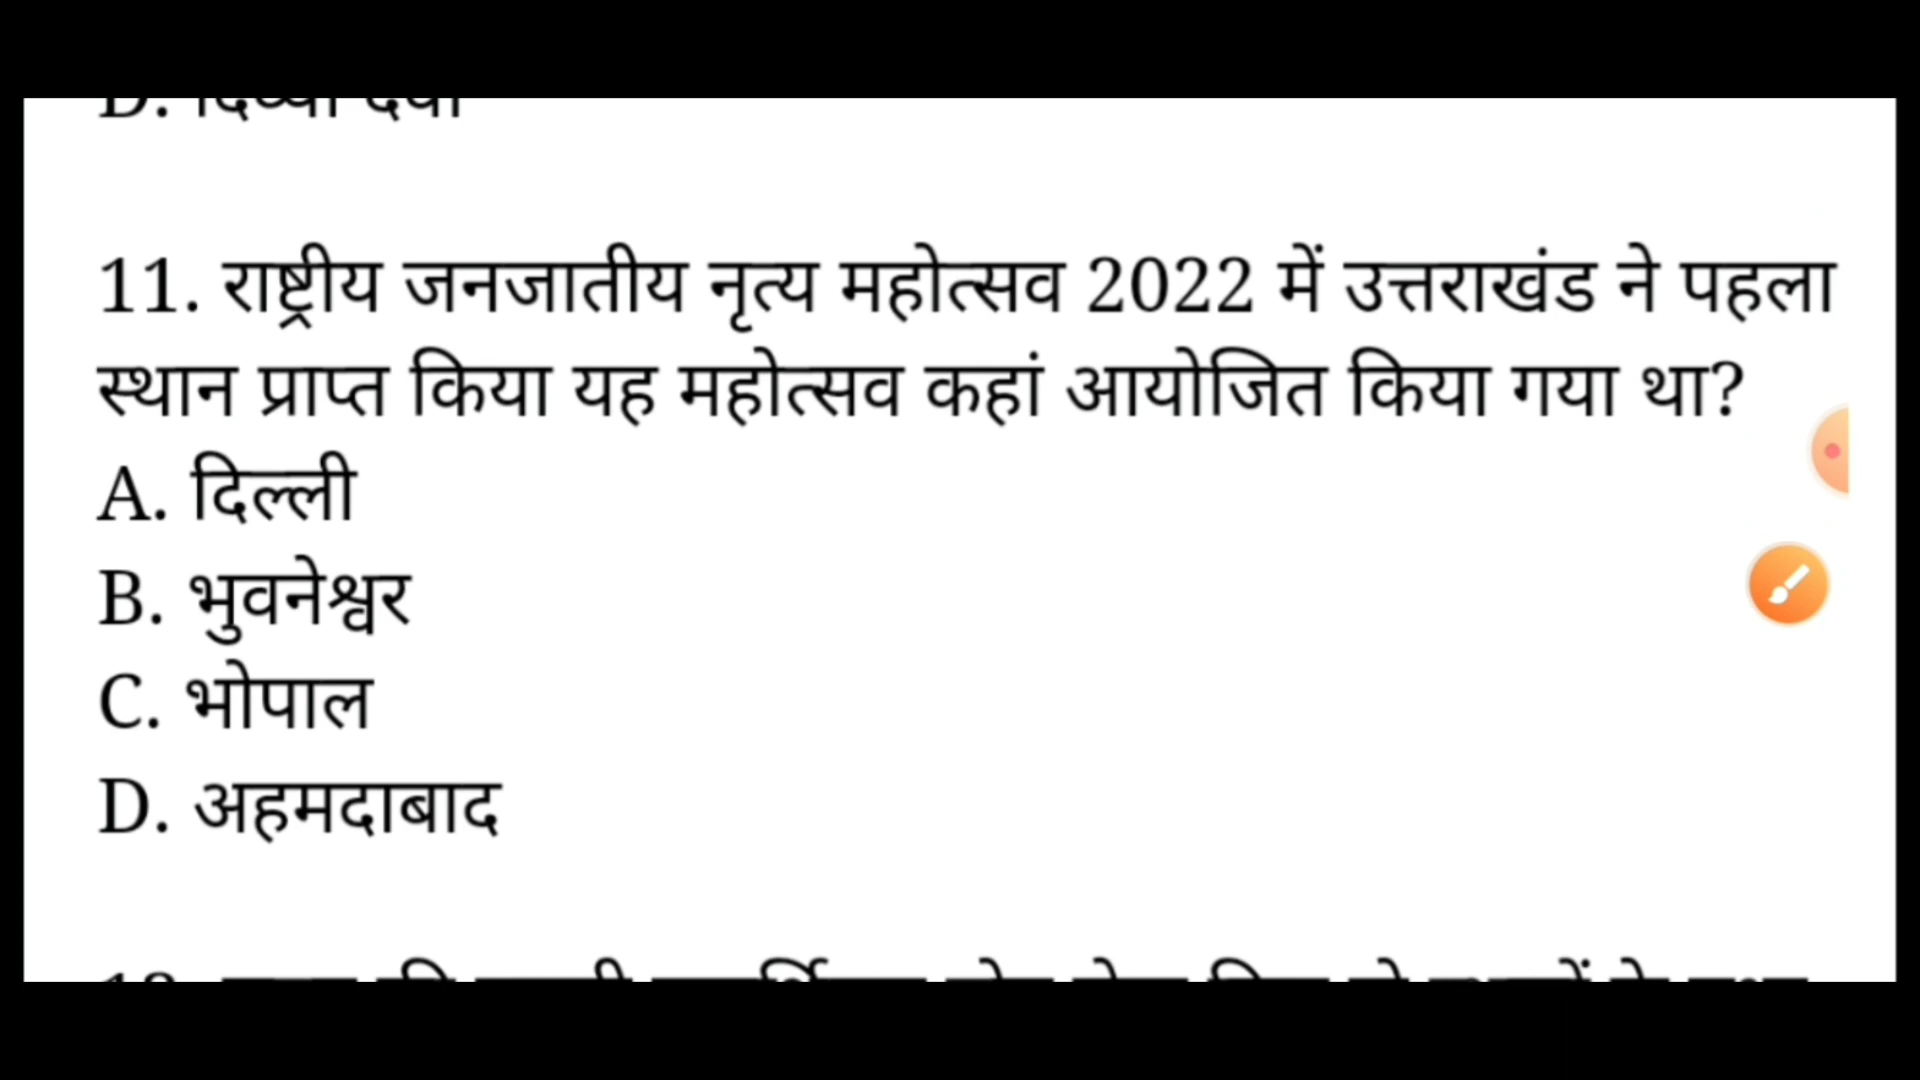 11. राष्ट्रीय जनजातीय नृत्य महोत्सव 2022 में उत्तराखंड ने पहला
स्थान प्राप्त किया यह महोत्सव कहां आयोजित किया गया था?
A. दिल्ली
B. भुवनेश्वर
C. भोपाल
D. अहमदाबाद